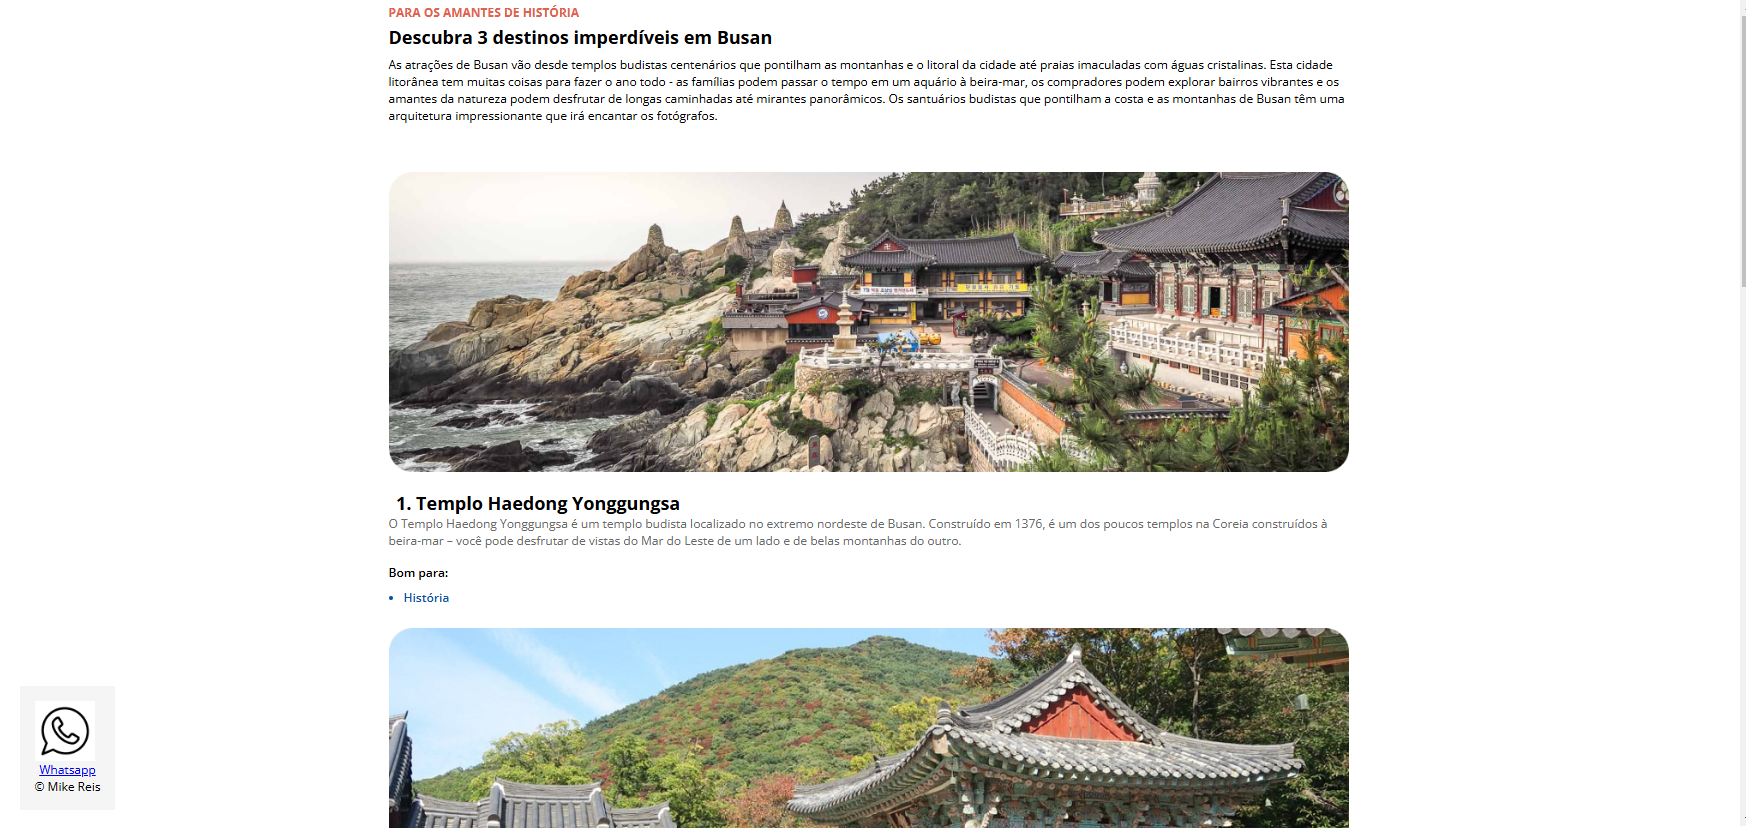 PARA OS AMANTES DE HISTÓRIA
Descubra 3 destinos imperdíveis em Busan
As atrações de Busan vão desde templos budistas centenários que pontilham as montanhas e o litoral da cidade até praias imaculadas com águas cristalinas. Esta cidade
litorânea tem muitas coisas para fazer o ano todo - as famílias podem passar o tempo em um aquário à beira-mar, os compradores podem explorar bairros vibrantes e os
amantes da natureza podem desfrutar de longas caminhadas até mirantes panorâmicos. Os santuários budistas que pontilham a costa e as montanhas de Busan têm uma
arquitetura impressionante que irá encantar os fotógrafos.
1. Templo Haedong Yonggungsa
O Templo Haedong Yonggungsa é um templo budista localizado no extremo nordeste de Busan. Construído em 1376, é um dos poucos templos na Coreia construídos à
beira-mar – você pode desfrutar de vistas do Mar do Leste de um lado e de belas montanhas do outro.
Bom para:
• História
Whatsapp
© Mike Reis